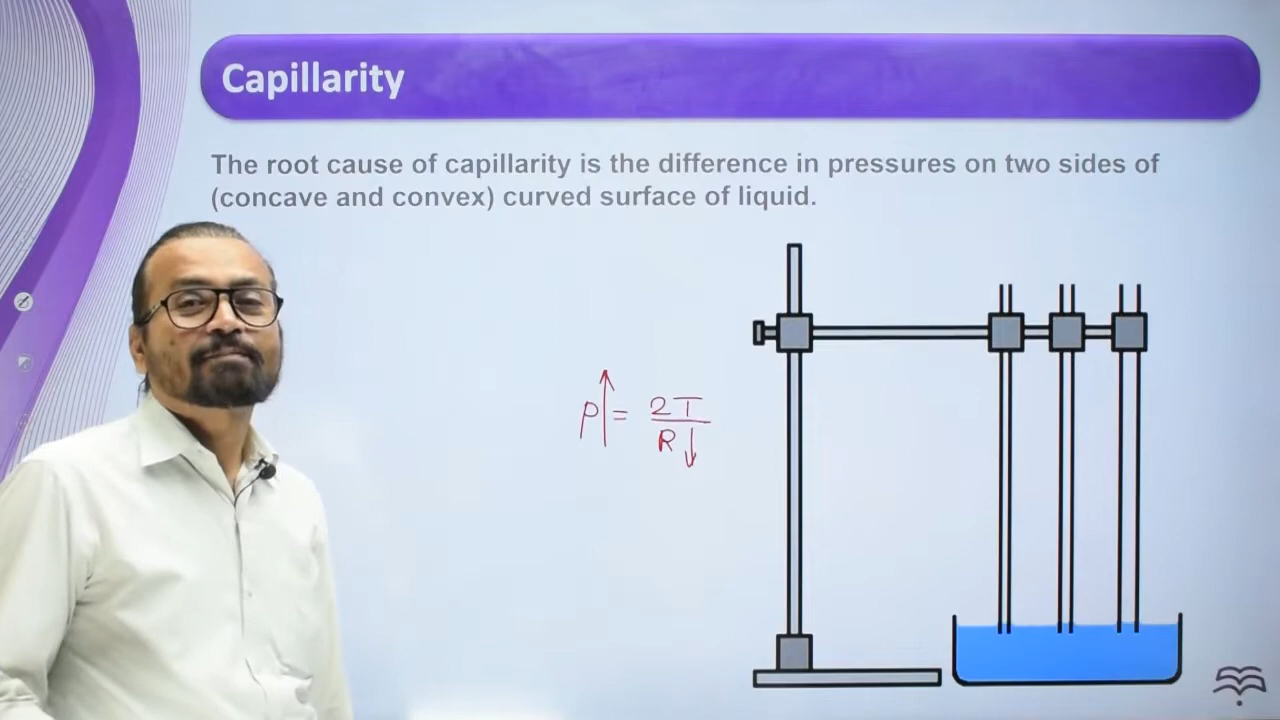 Capillarity
The root cause of capillarity is the difference in pressures on two sides of
(concave and convex) curved surface of liquid.
P↑ = 2T / R↓